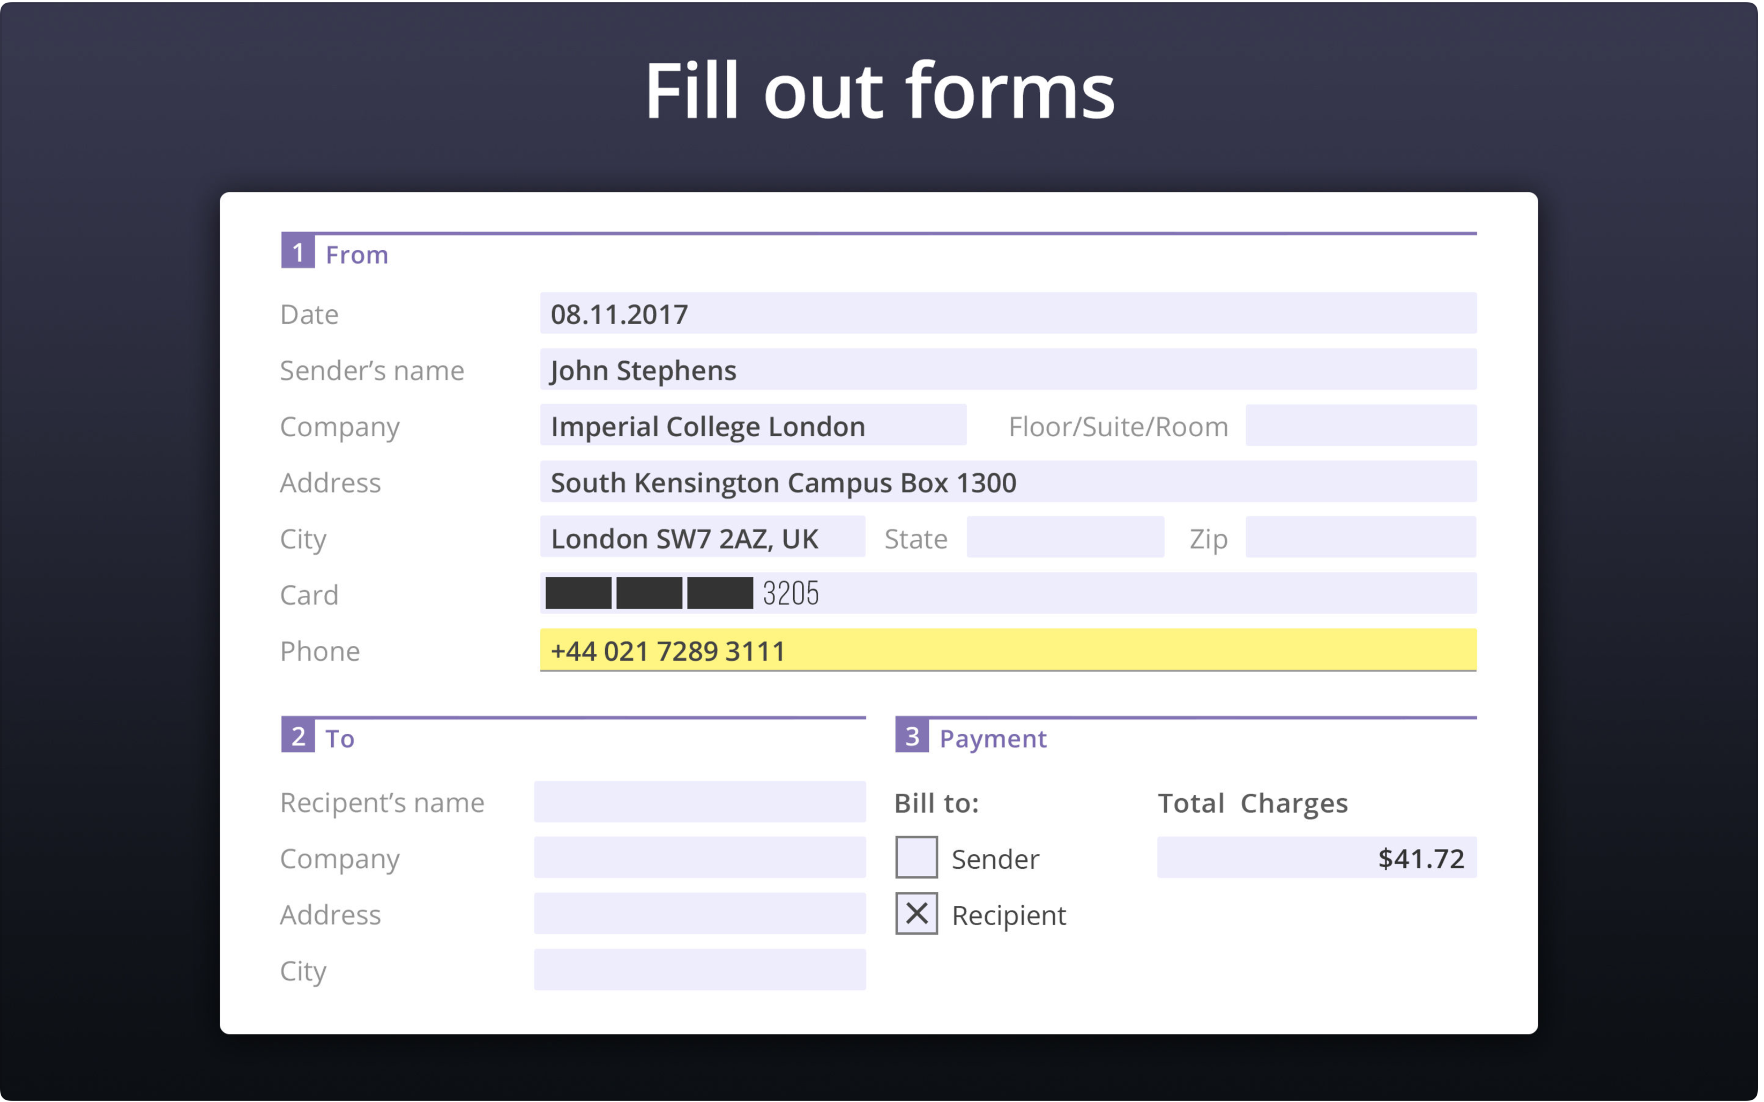 Fill out forms
1 From
Date 08.11.2017
Sender’s name John Stephens
Company Imperial College London Floor/Suite/Room
Address South Kensington Campus Box 1300
City London SW7 2AZ, UK State Zip
Card 3205
Phone +44 021 7289 3111
2 To
Recipent’s name
Company
Address
City
3 Payment
Bill to: Total Charges
Sender $41.72
Recipient